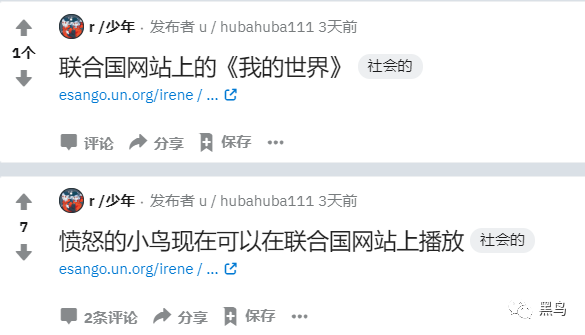 r /少年 · 发布者 u / hubahuba111 3天前
1个
联合国网站上的《我的世界》 社会的
esango.un.org/irene / ...
评论 分享 保存 ...
r /少年 · 发布者 u / hubahuba111 3天前
7
愤怒的小鸟现在可以在联合国网站上播放 社会的
esango.un.org/irene / ...
2条评论 分享 保存 ...
黑鸟